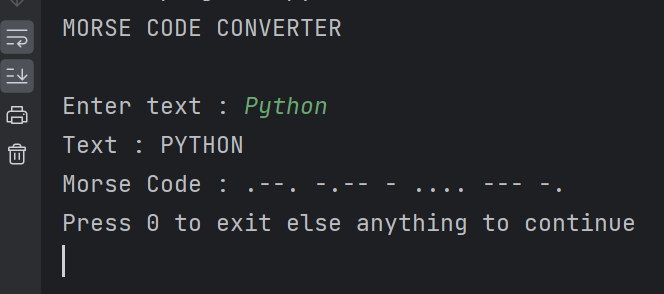 MORSE CODE CONVERTER
Enter text : Python
Text : PYTHON
Morse Code : .--. -.-- - .... --- -.
Press 0 to exit else anything to continue